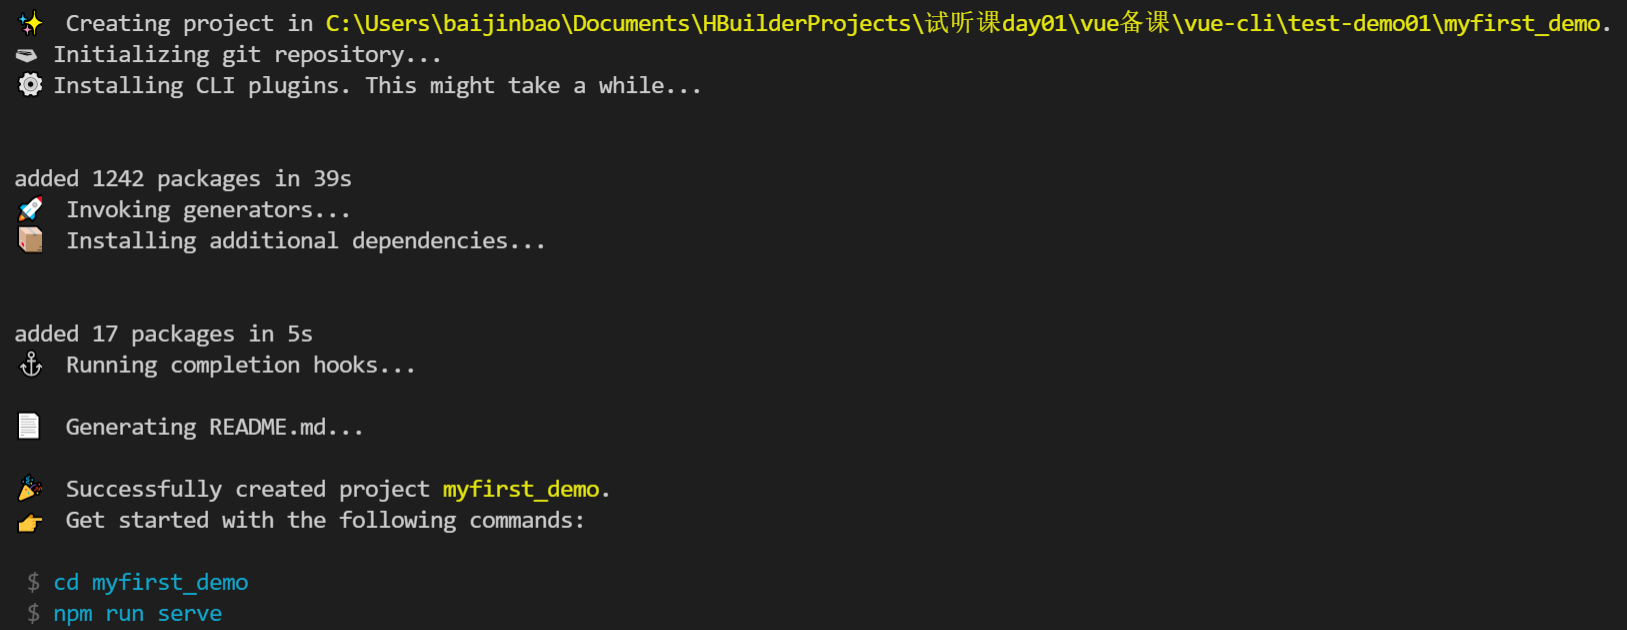 ✨ Creating project in C:\Users\baijinbao\Documents\HBuilderProjects\试听课day01\vue备课\vue-cli\test-demo01\myfirst_demo.
🗃 Initializing git repository...
⚙ Installing CLI plugins. This might take a while...
added 1242 packages in 39s
🚀 Invoking generators...
📦 Installing additional dependencies...
added 17 packages in 5s
⚓ Running completion hooks...
📄 Generating README.md...
🎉 Successfully created project myfirst_demo.
👉 Get started with the following commands:
$ cd myfirst_demo
$ npm run serve